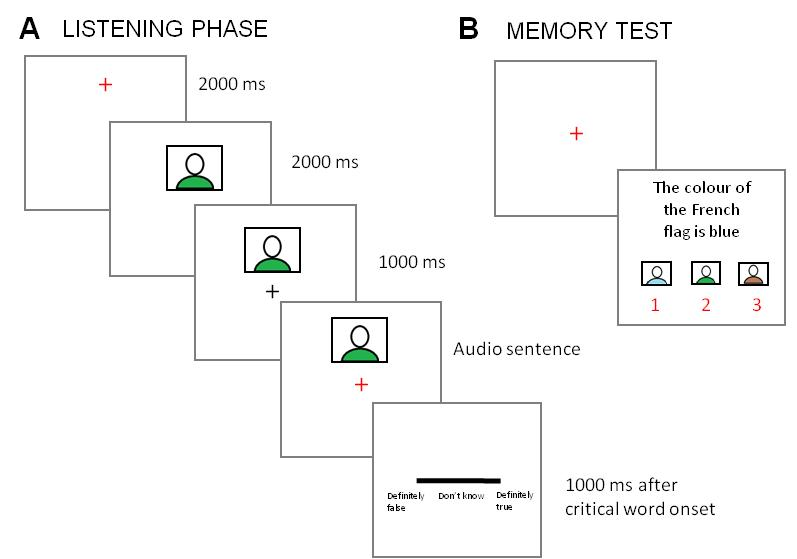 A LISTENING PHASE
2000 ms
2000 ms
1000 ms
Audio sentence
Definitely false
Don't know
Definitely true
1000 ms after
critical word onset
B MEMORY TEST
The colour of
the French
flag is blue
1 2 3